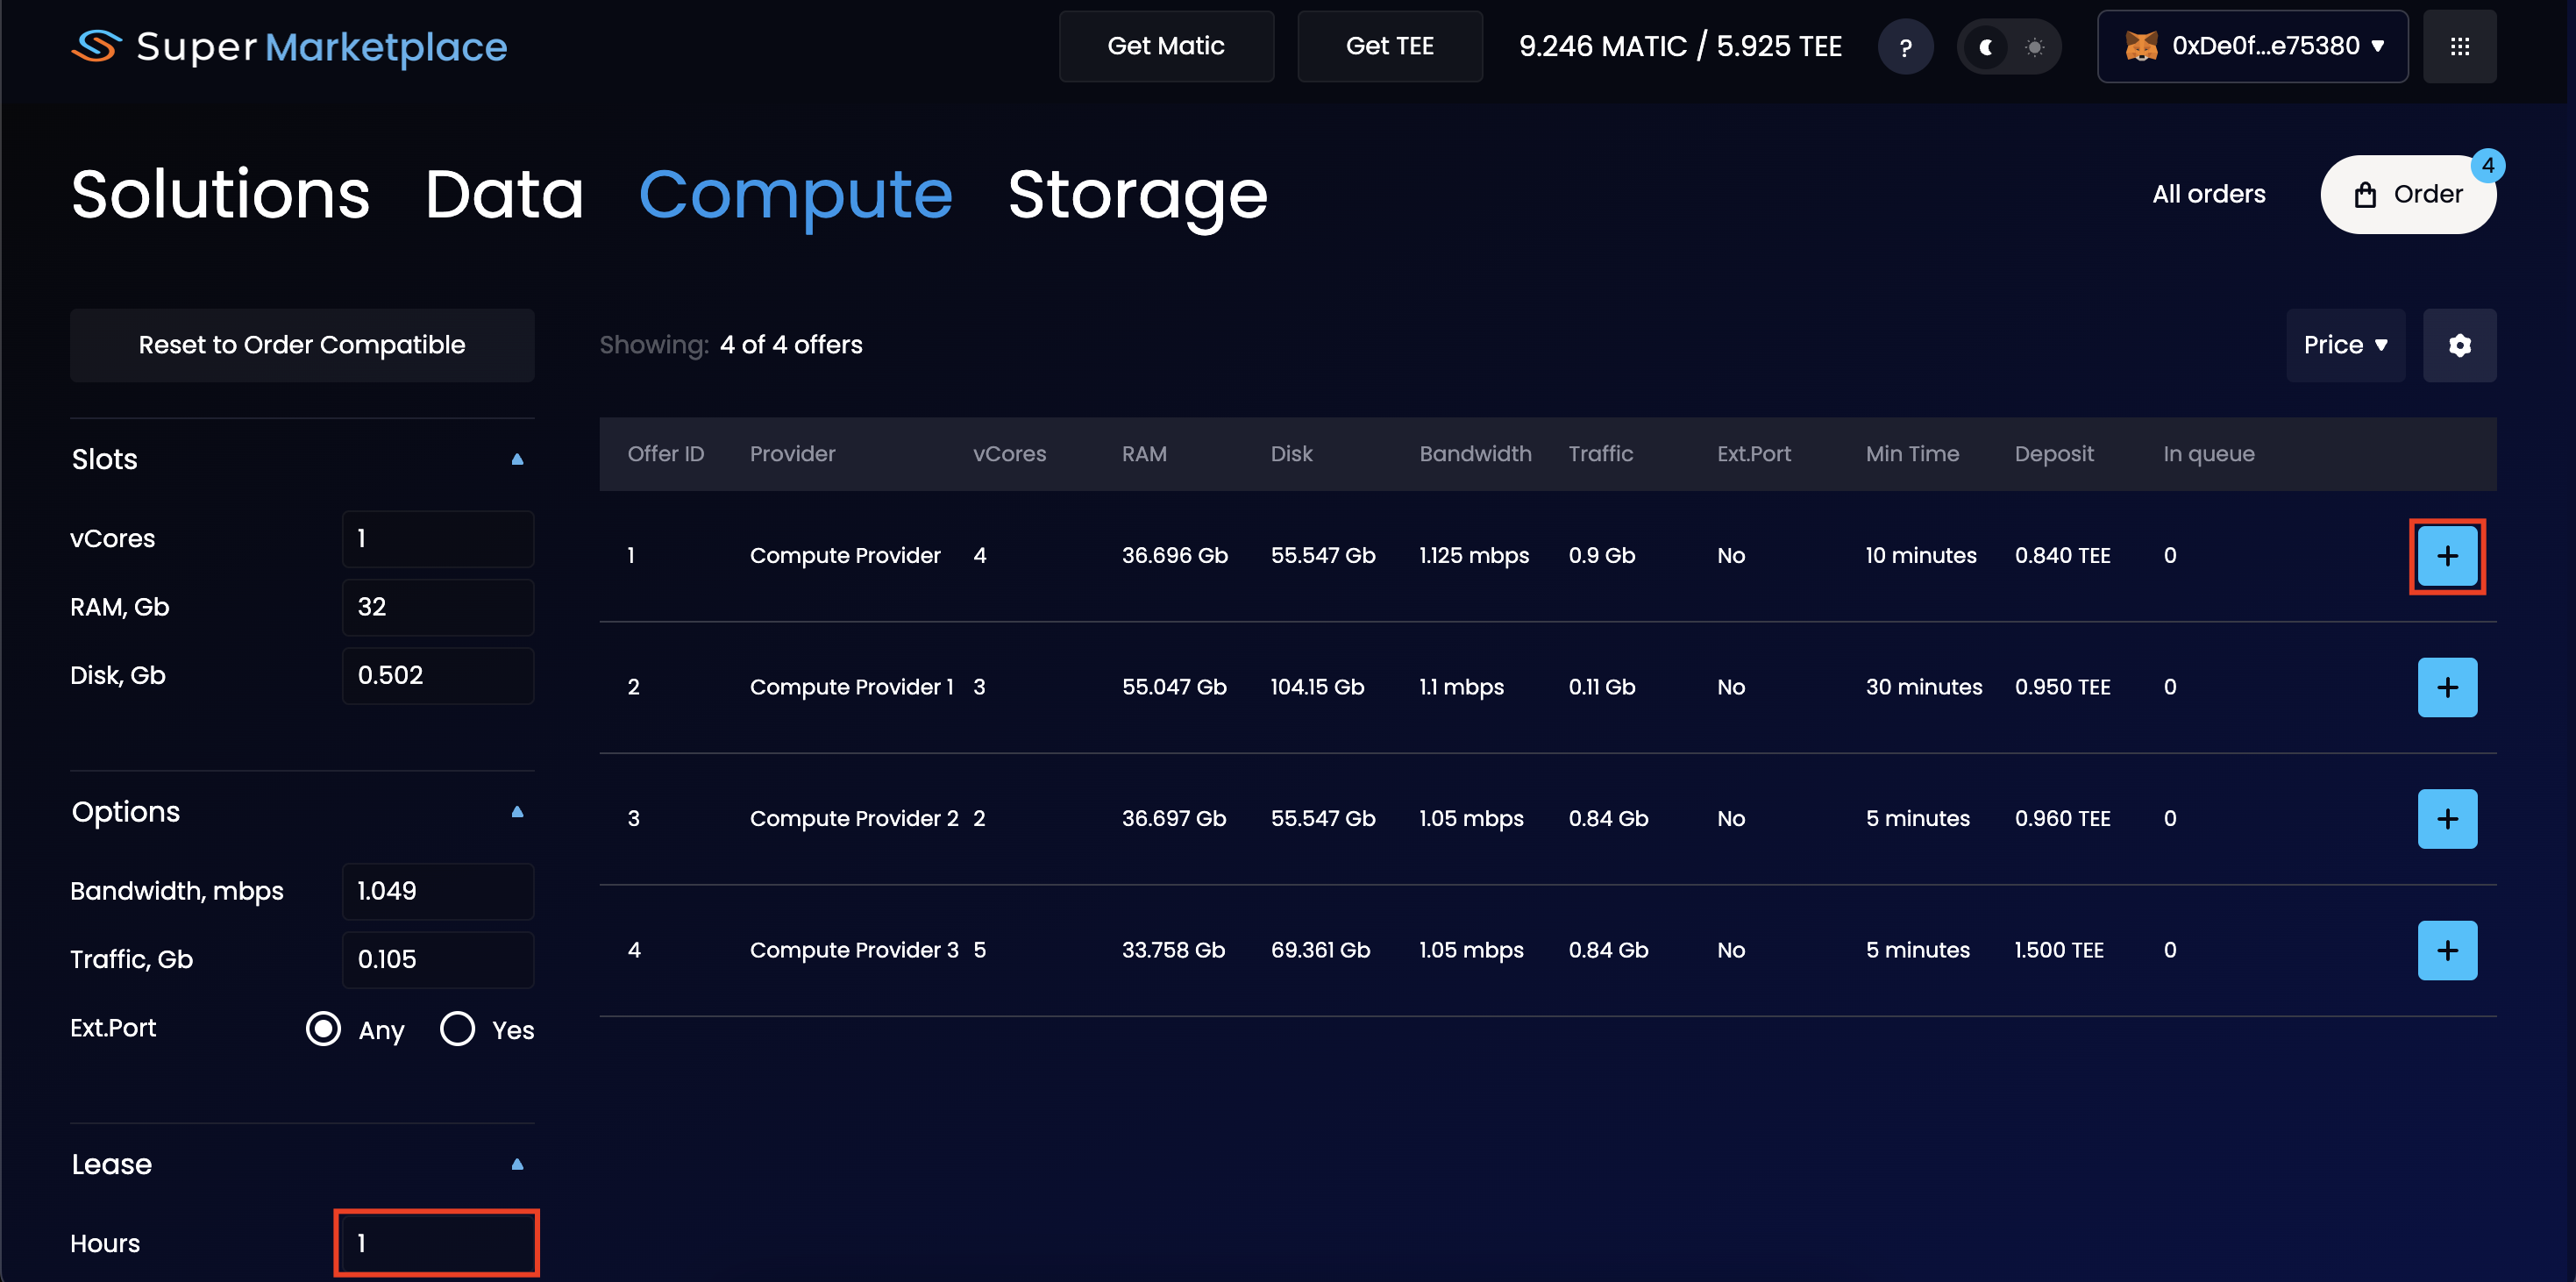 Super Marketplace
Get Matic
Get TEE
9.246 MATIC / 5.925 TEE
?
0xDe0f...e75380
Solutions Data Compute Storage
All orders
Order
4
Reset to Order Compatible
Showing: 4 of 4 offers
Price
Slots
vCores 1
RAM, Gb 32
Disk, Gb 0.502
Options
Bandwidth, mbps 1.049
Traffic, Gb 0.105
Ext.Port Any Yes
Lease
Hours 1
Offer ID Provider vCores RAM Disk Bandwidth Traffic Ext.Port Min Time Deposit In queue
1 Compute Provider 4 36.696 Gb 55.547 Gb 1.125 mbps 0.9 Gb No 10 minutes 0.840 TEE 0 +
2 Compute Provider 1 3 55.047 Gb 104.15 Gb 1.1 mbps 0.11 Gb No 30 minutes 0.950 TEE 0 +
3 Compute Provider 2 2 36.697 Gb 55.547 Gb 1.05 mbps 0.84 Gb No 5 minutes 0.960 TEE 0 +
4 Compute Provider 3 5 33.758 Gb 69.361 Gb 1.05 mbps 0.84 Gb No 5 minutes 1.500 TEE 0 +